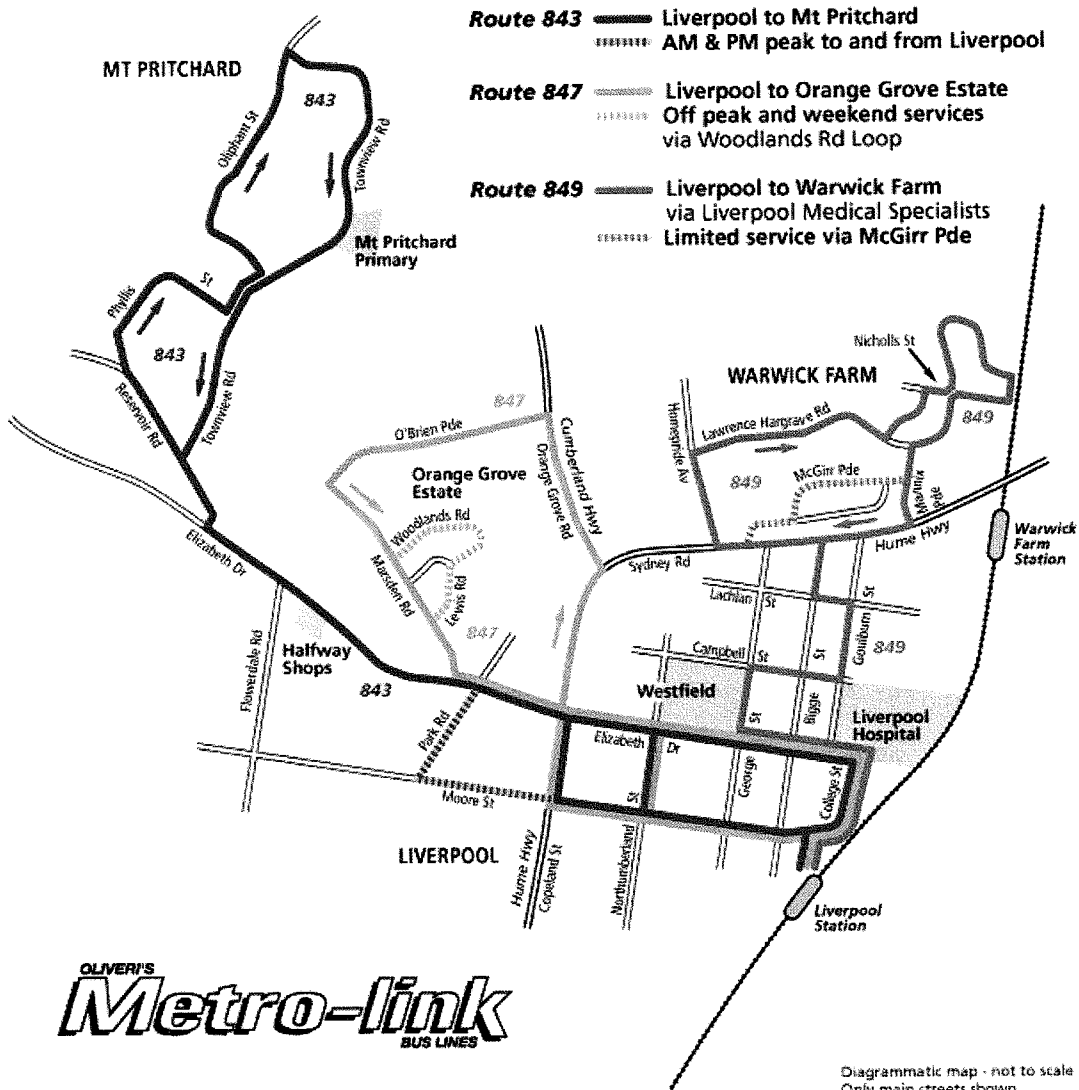 Route 843 Liverpool to Mt Pritchard
AM & PM peak to and from Liverpool
Route 847 Liverpool to Orange Grove Estate
Off peak and weekend services
via Woodlands Rd Loop
Route 849 Liverpool to Warwick Farm
via Liverpool Medical Specialists
Limited service via McGirr Pde
MT PRITCHARD
843
Oliphant St
Townview Rd
Mt Pritchard
Primary
Phyllis
St
843
Reservoir Rd
Townview Rd
Nicholls St
WARWICK FARM
849
847
O'Brien Pde
Cumberland Hwy
Orange Grove Rd
Homepride Av
Lawrence Hargrave Rd
Orange Grove
Estate
849
McGirr Pde
Mannix
Pde
Woodlands Rd
Hume Hwy
Warwick
Farm
Station
Elizabeth Dr
Marsden Rd
Lewis Rd
Sydney Rd
Lachlan
St
St
847
Goulburn
849
Halfway
Shops
Flowerdale Rd
Campbell
St
St
843
Westfield
Park Rd
St
Bigge
Liverpool
Hospital
Elizabeth
Dr
George
College St
Moore St
St
LIVERPOOL
Hume Hwy
Copeland St
Northumberland
Liverpool
Station
OLIVERI'S
Metro-link
BUS LINES
Diagrammatic map - not to scale
Only main streets shown